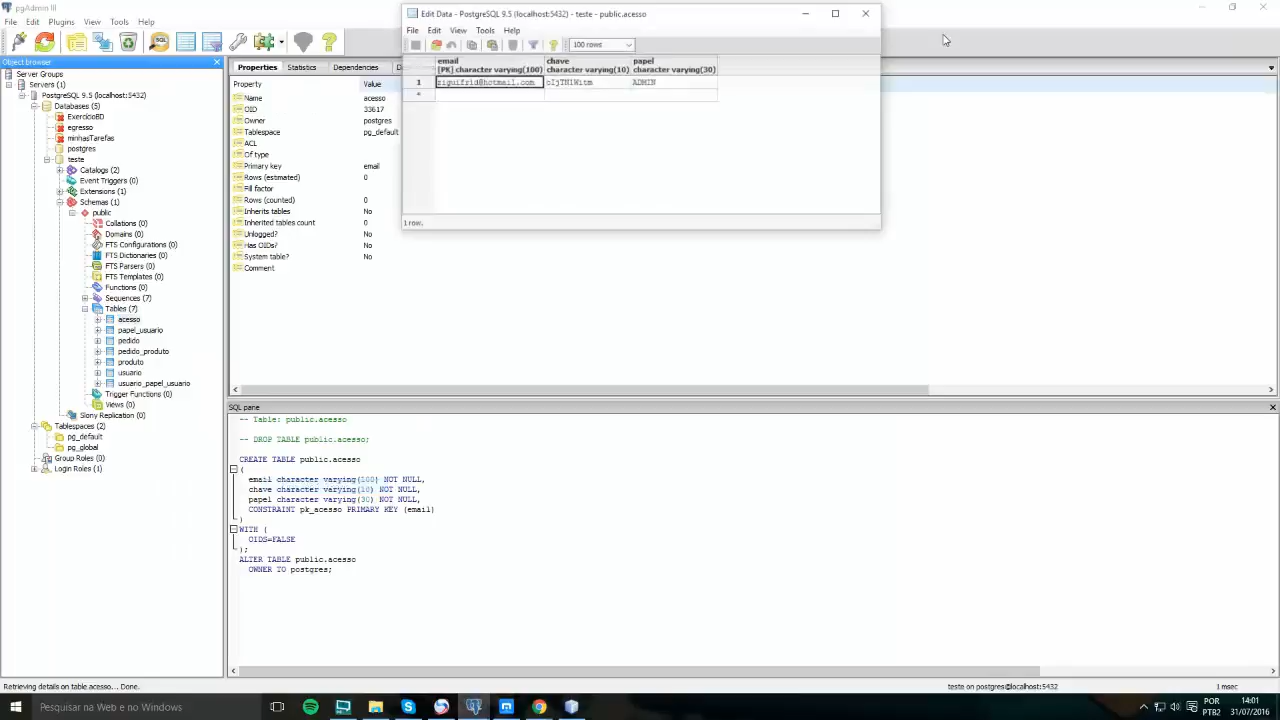 pgAdmin III
File Edit Plugins View Tools Help
Object browser
Server Groups
Servers (1)
PostgreSQL 9.5 (localhost:5432)
Databases (5)
ExercicioBD
egresso
minhasTarefas
postgres
teste
Catalogs (2)
Event Triggers (0)
Extensions (1)
Schemas (1)
public
Collations (0)
Domains (0)
FTS Configurations (0)
FTS Dictionaries (0)
FTS Parsers (0)
FTS Templates (0)
Functions (0)
Sequences (7)
Tables (7)
acesso
papel_usuario
pedido
pedido_produto
produto
usuario
usuario_papel_usuario
Trigger Functions (0)
Views (0)
Slony Replication (0)
Tablespaces (2)
pg_default
pg_global
Group Roles (0)
Login Roles (1)
Properties Statistics Dependencies
Property Value
Name acesso
OID 33617
Owner postgres
Tablespace pg_default
ACL
Of type
Primary key email
Rows (estimated) 0
Fill factor
Rows (counted) 0
Inherits tables No
Inherited tables count 0
Unlogged? No
Has OIDs? No
System table? No
Comment
Edit Data - PostgreSQL 9.5 (localhost:5432) - teste - public.acesso
File Edit View Tools Help
100 rows
email chave papel
[PK] character varying(100) character varying(10) character varying(30)
1 ADMIN
*
1 row.
SQL pane
-- Table: public.acesso
-- DROP TABLE public.acesso;
CREATE TABLE public.acesso
(
email character varying(100) NOT NULL,
chave character varying(10) NOT NULL,
papel character varying(30) NOT NULL,
CONSTRAINT pk_acesso PRIMARY KEY (email)
)
WITH (
OIDS=FALSE
);
ALTER TABLE public.acesso
OWNER TO postgres;
Retrieving details on table acesso... Done. teste on postgres@localhost:5432 1 msec
Pesquisar na Web e no Windows
POR
PTB2
14:01
31/07/2016